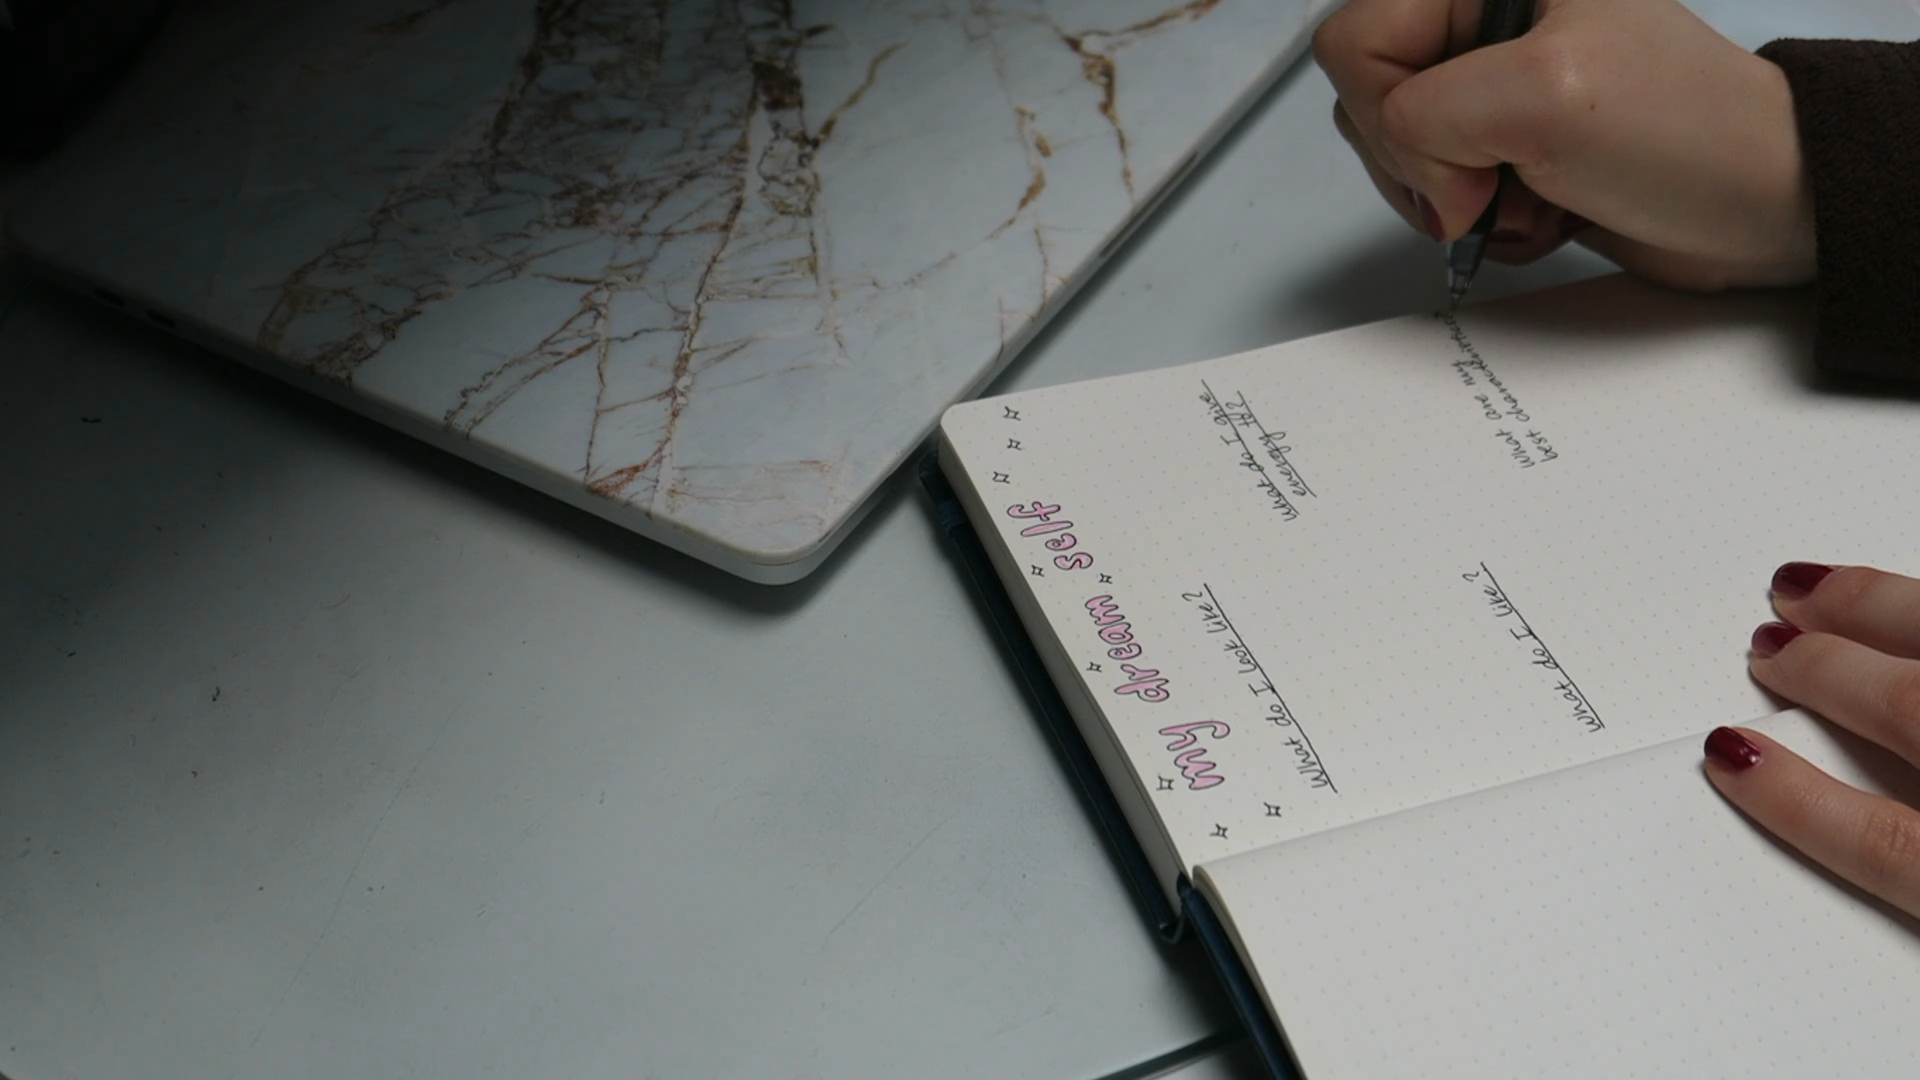 my dream self
What do I look like?
What do I give
energy to?
What do I like?
What are my
best characteristics?